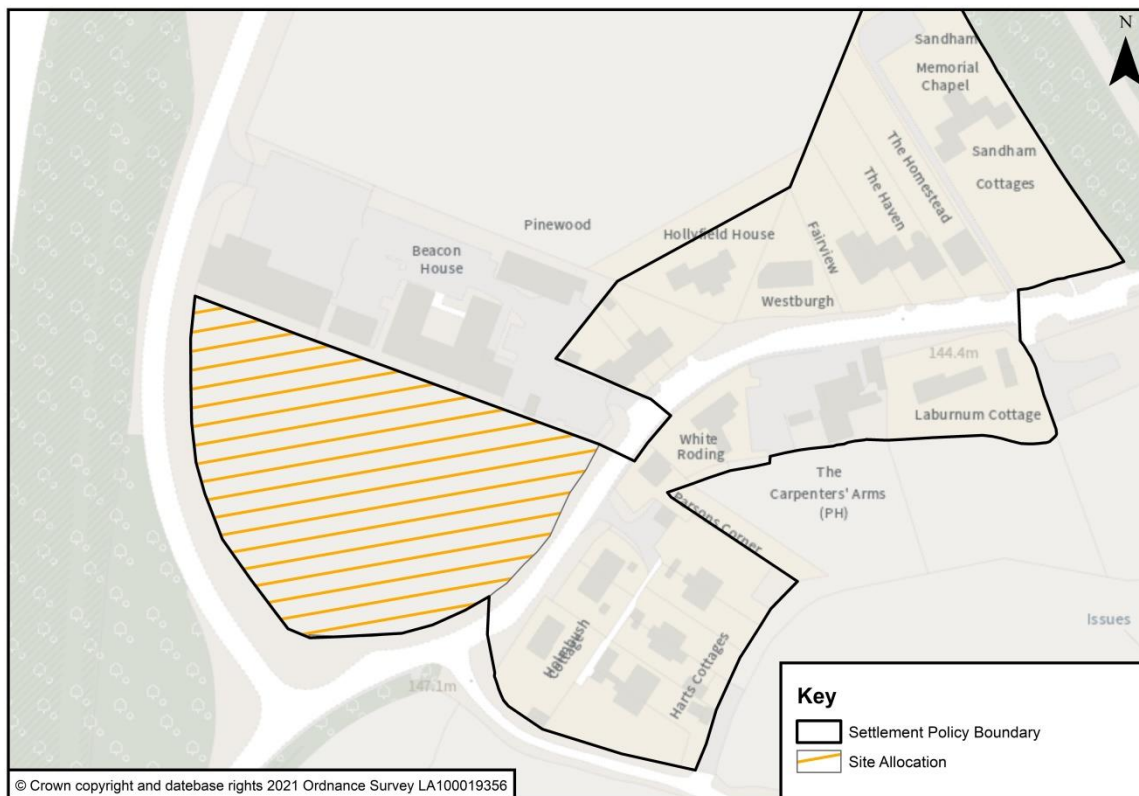 N
Sandham
Memorial
Chapel
Sandham
Cottages
The Homestead
The Haven
Fairview
Pinewood
Hollyfield House
Beacon
House
Westburgh
144.4m
Laburnum Cottage
White
Roding
The
Carpenters' Arms
(PH)
Parsons Corner
Issues
Holmbush
Cottage
Harts Cottages
147.1m
Key
Settlement Policy Boundary
Site Allocation
© Crown copyright and datebase rights 2021 Ordnance Survey LA100019356